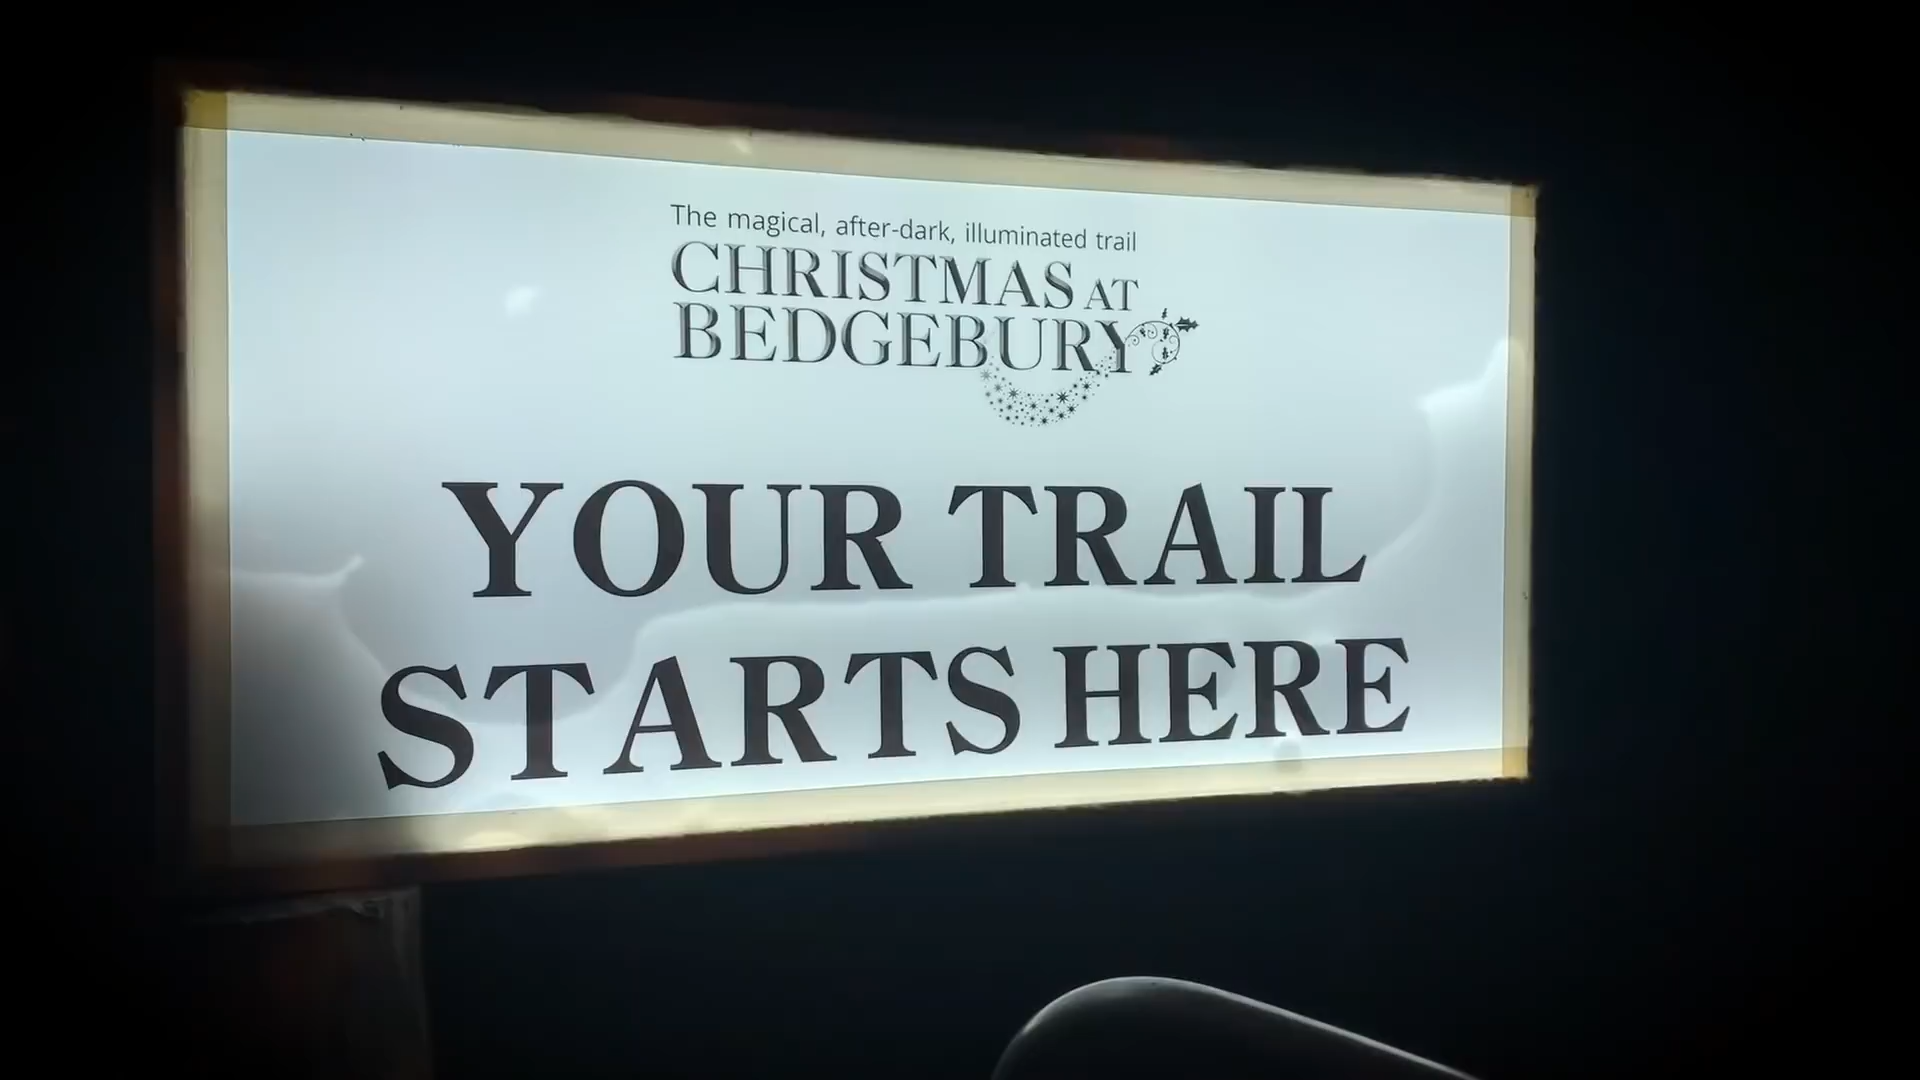 The magical, after-dark, illuminated trail
CHRISTMAS AT
BEDGEBURY
YOUR TRAIL
STARTS HERE